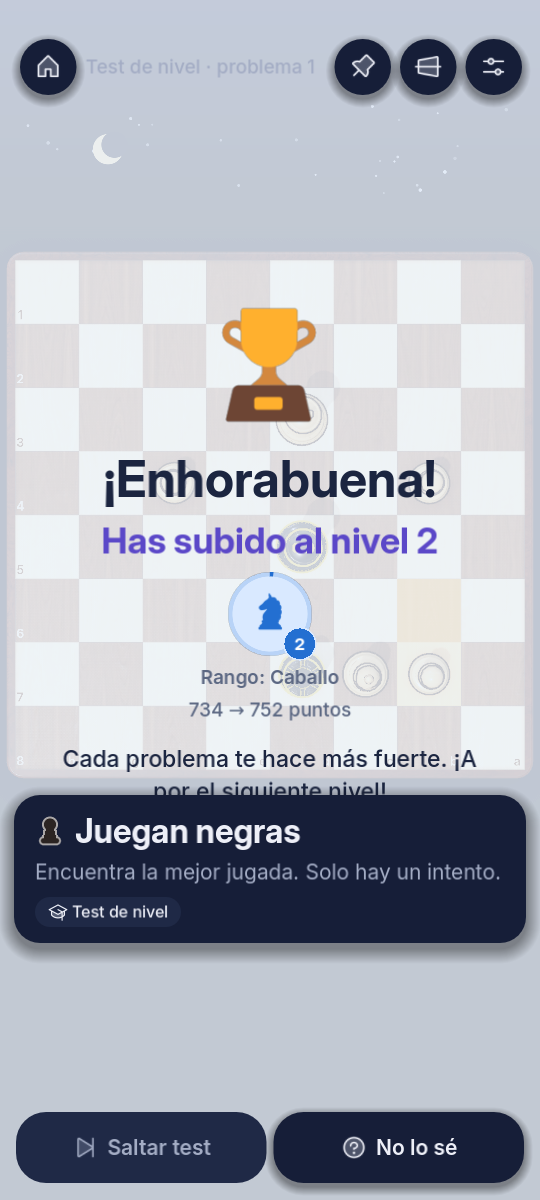 Test de nivel · problema 1
1
2
3
4
5
6
7
8
a
¡Enhorabuena!
Has subido al nivel 2
2
Rango: Caballo
734 → 752 puntos
Cada problema te hace más fuerte. ¡A
por el siguiente nivel!
Juegan negras
Encuentra la mejor jugada. Solo hay un intento.
Test de nivel
Saltar test
No lo sé